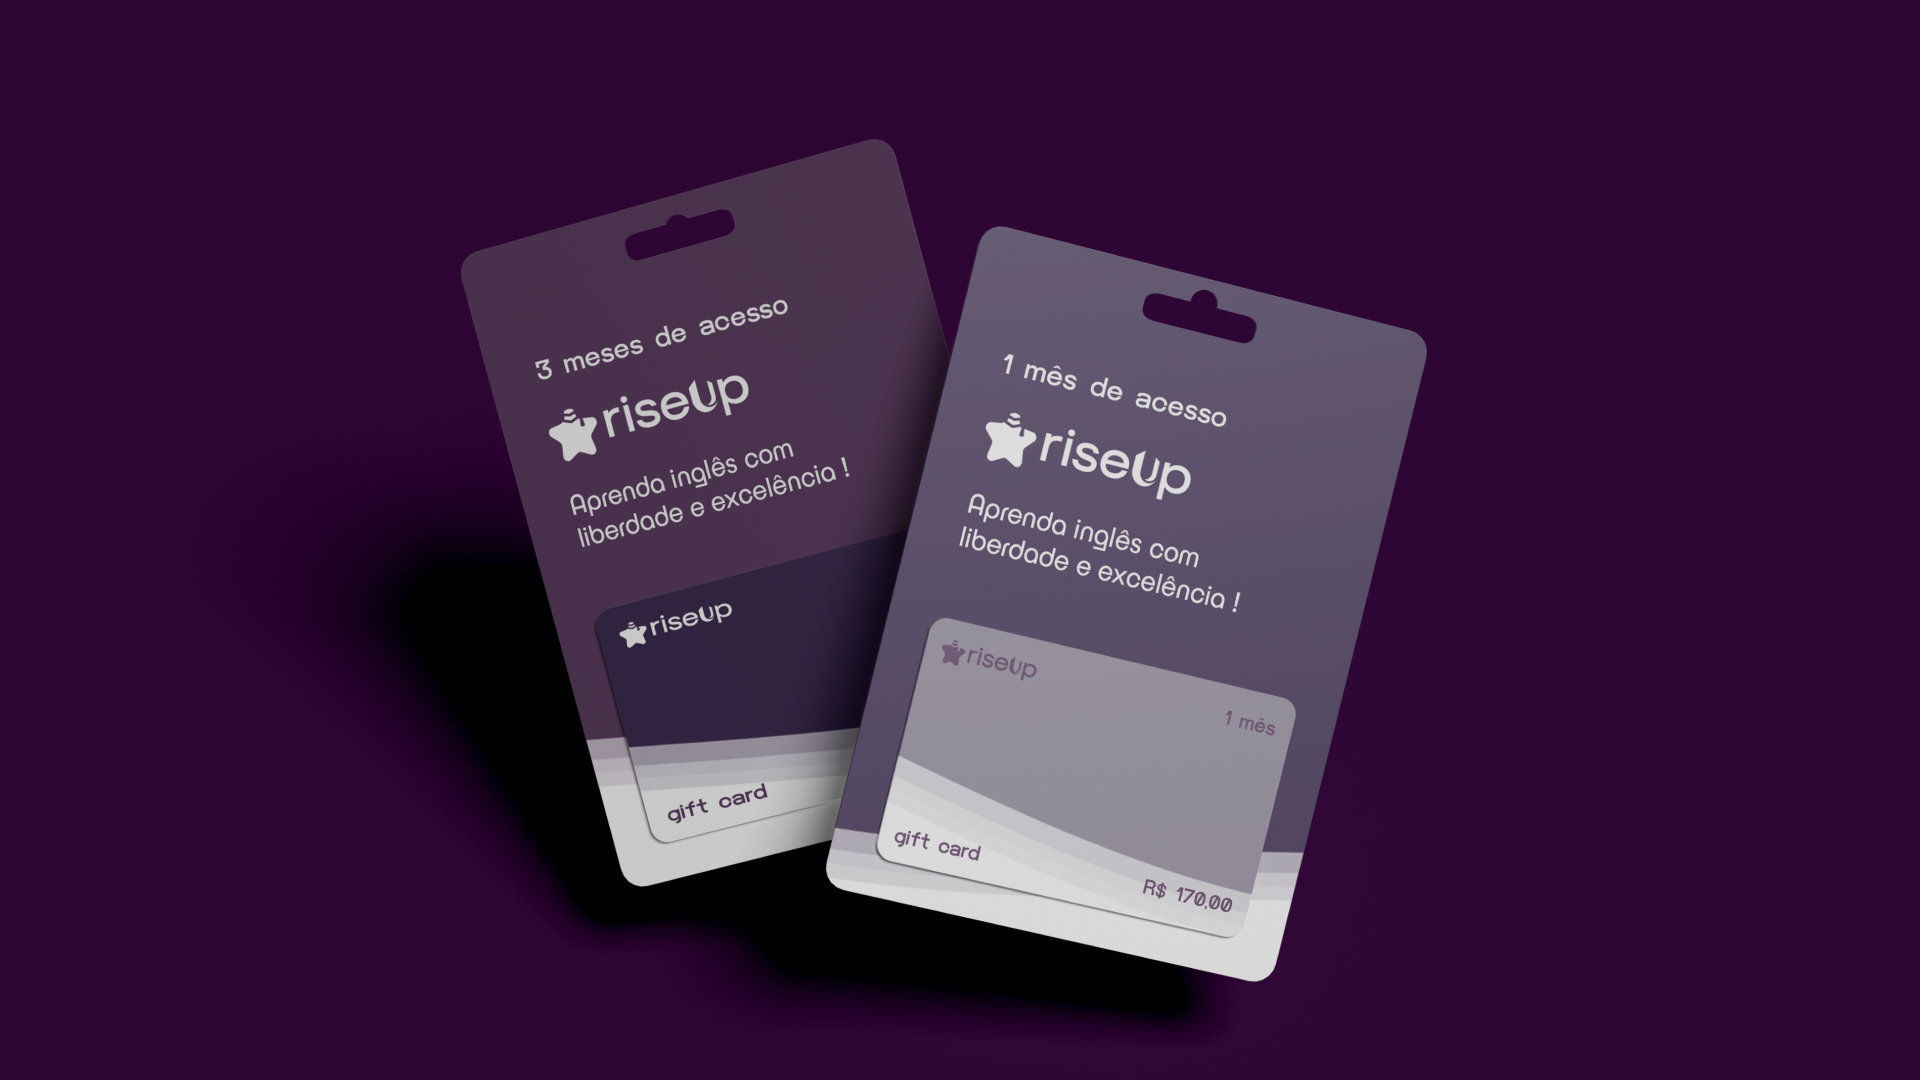 3 meses de acesso
riseup
Aprenda inglês com
liberdade e excelência !
riseup
gift card
1 mês de acesso
riseup
Aprenda inglês com
liberdade e excelência !
riseup
1 mês
gift card
R$ 170,00